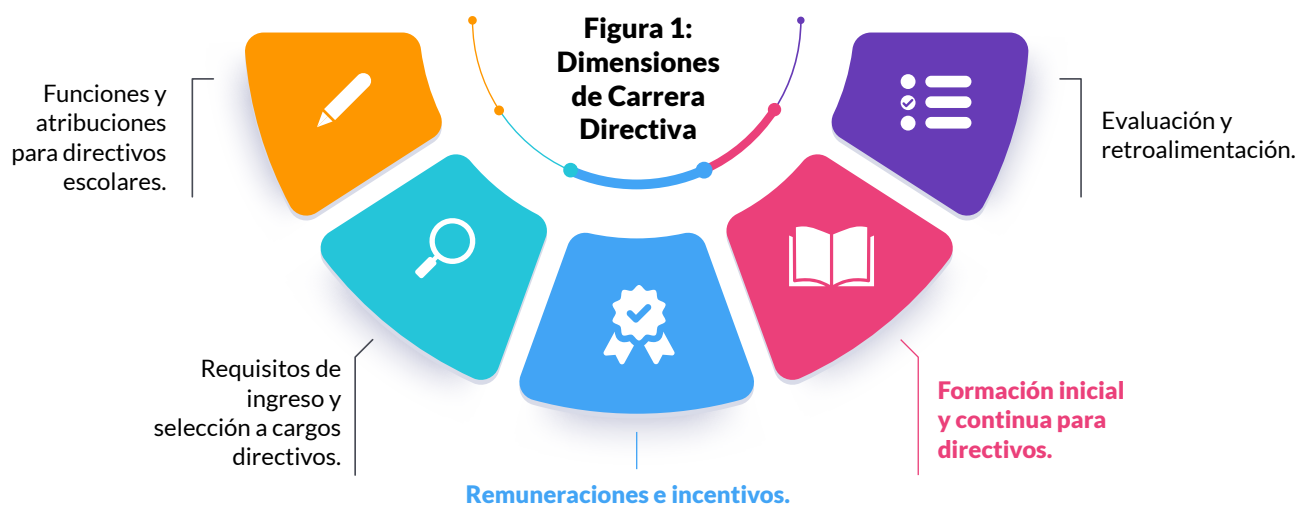 Figura 1:
Dimensiones
de Carrera
Directiva
Funciones y
atribuciones
para directivos
escolares.
Requisitos de
ingreso y
selección a cargos
directivos.
Remuneraciones e incentivos.
Formación inicial
y continua para
directivos.
Evaluación y
retroalimentación.